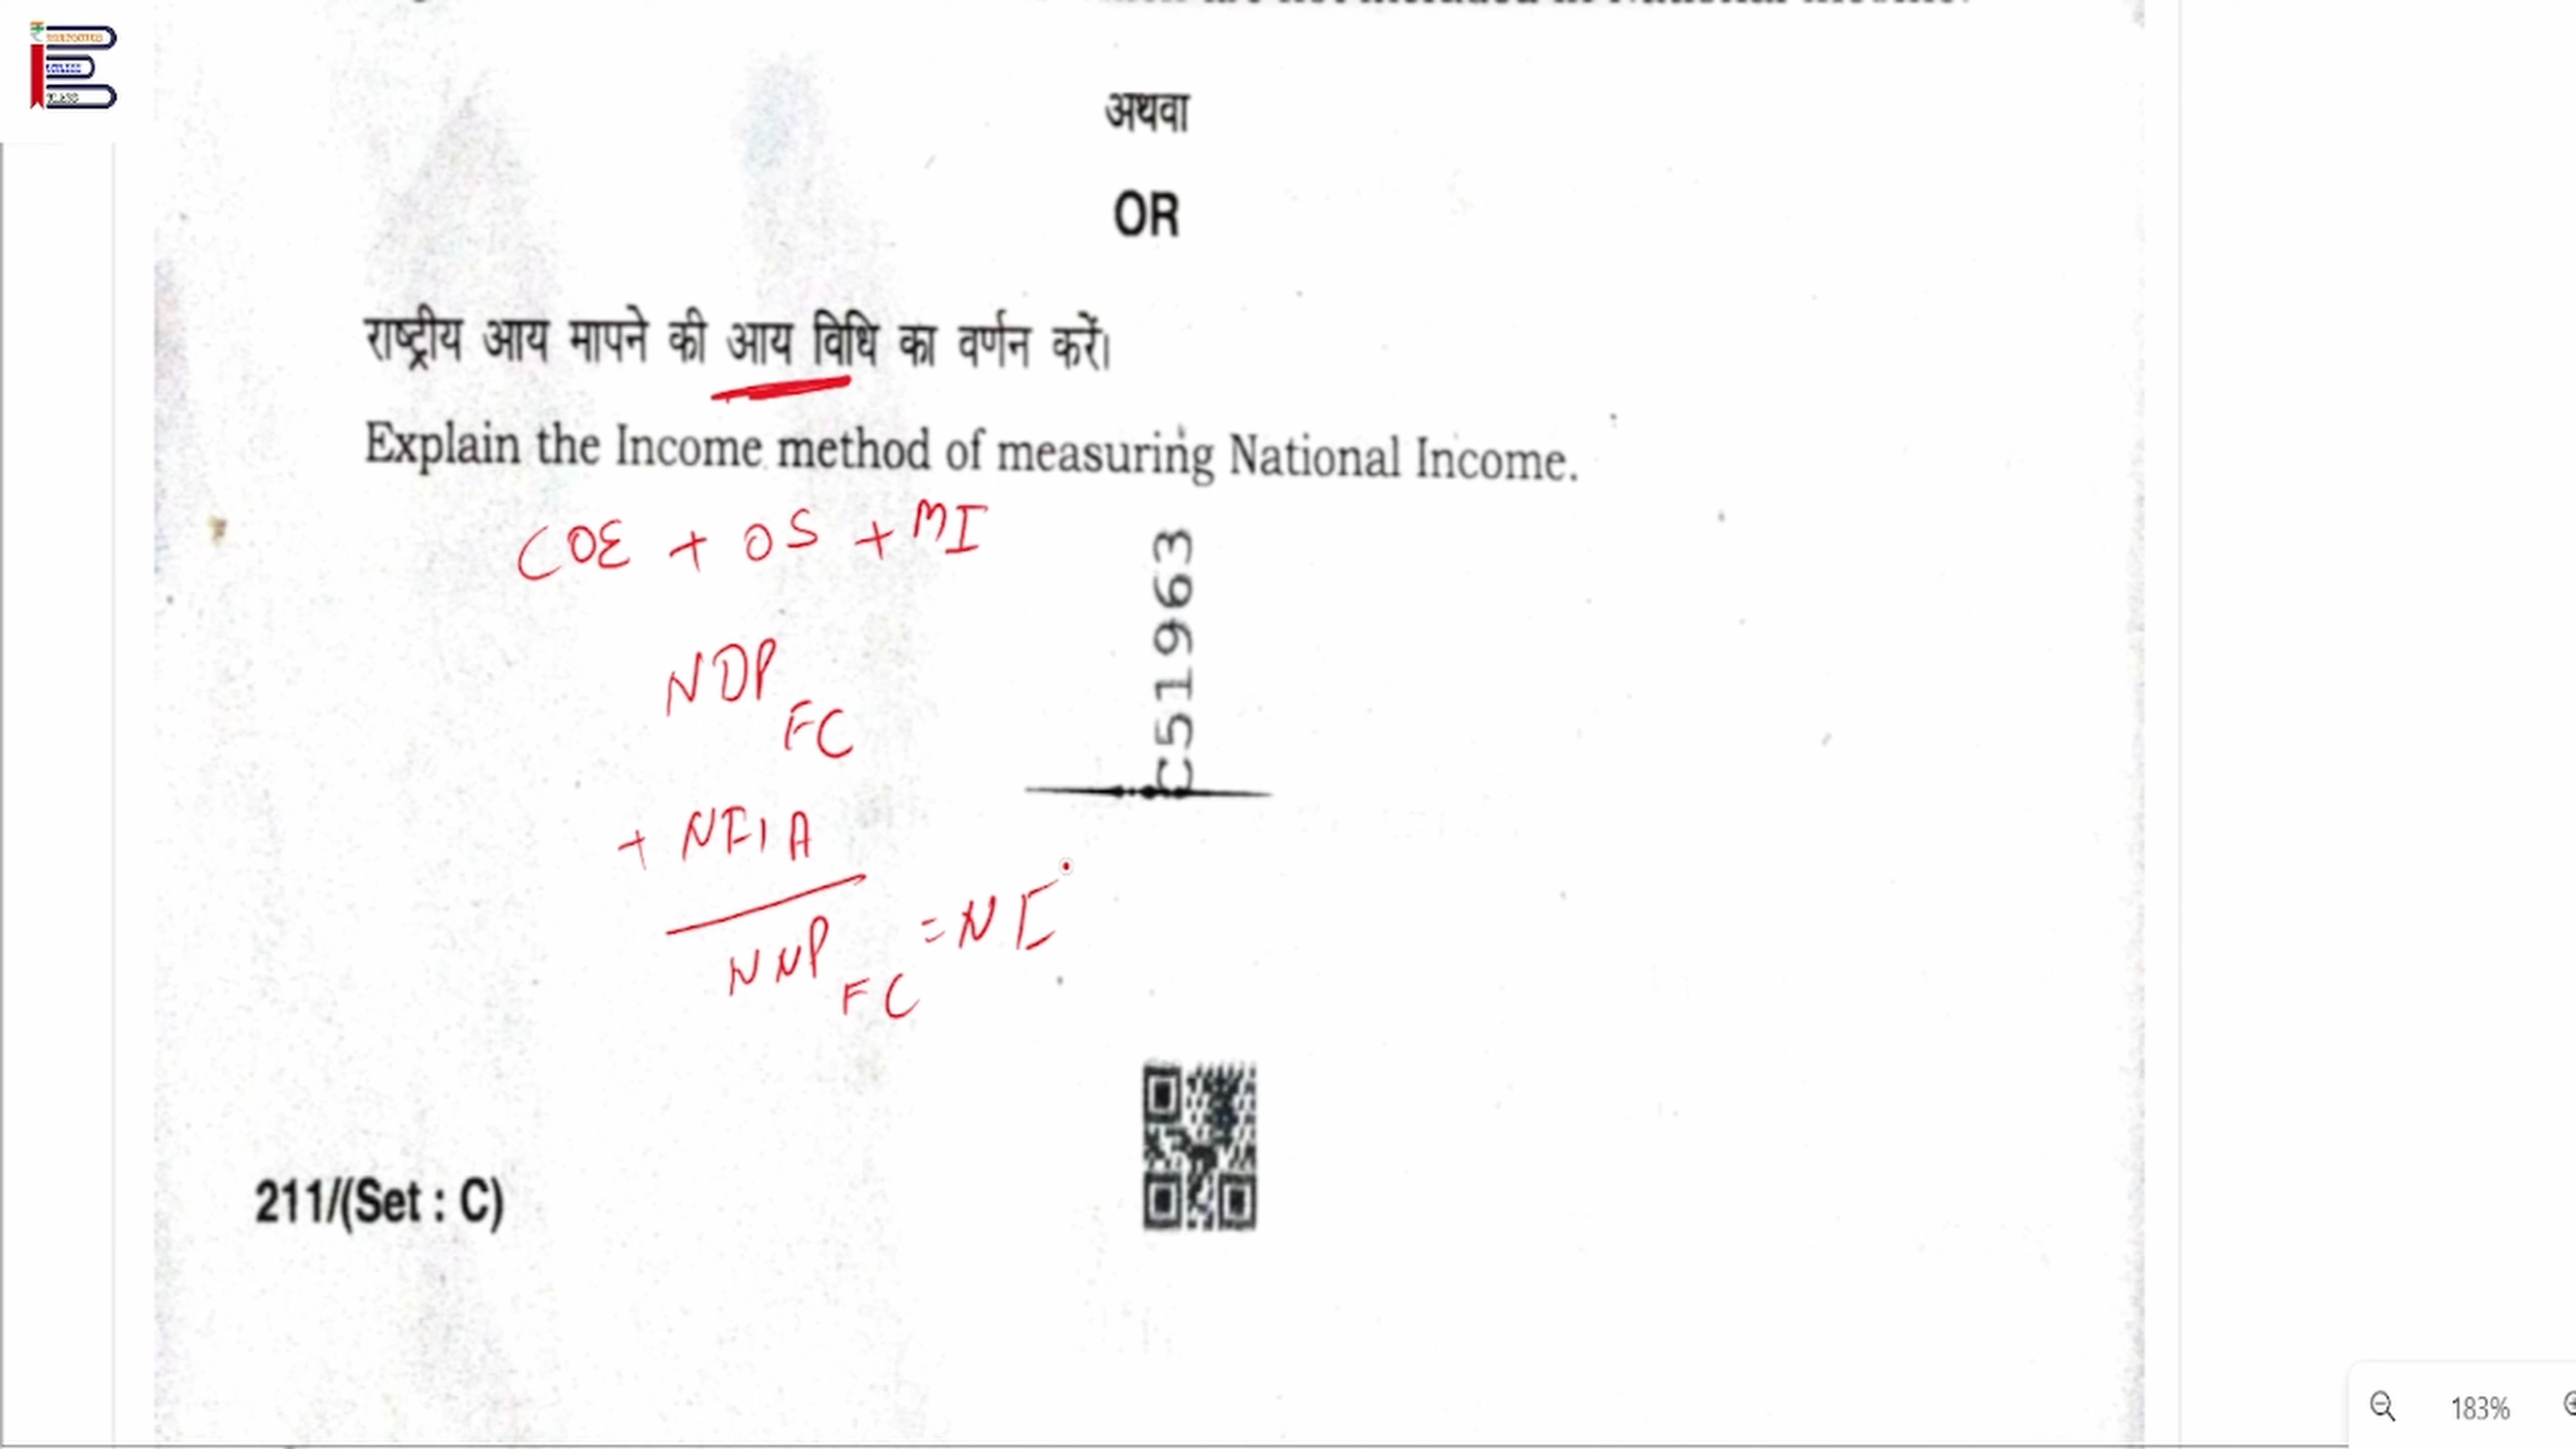 अथवा
OR
राष्ट्रीय आय मापने की आय विधि का वर्णन करें।
Explain the Income method of measuring National Income.
COE + OS + MI
C51963
NDP FC
+ NFIA
NNP FC = NI
211/(Set : C)
183%